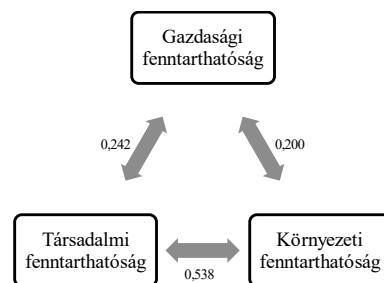 Gazdasági
fenntarthatóság
0,242
0,200
Társadalmi
fenntarthatóság
Környezeti
fenntarthatóság
0,538